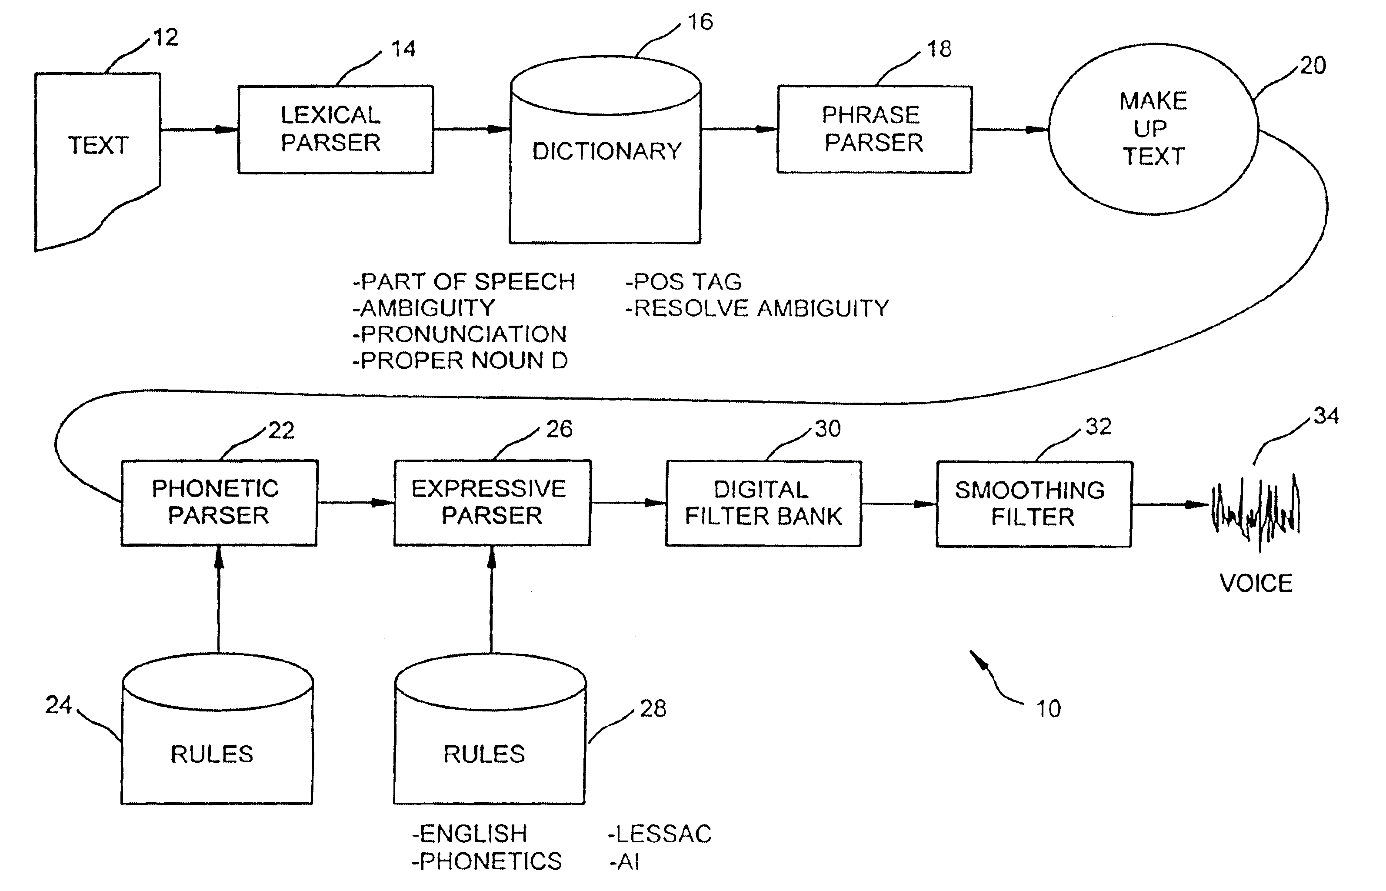 12
14
16
18
20
TEXT
LEXICAL
PARSER
DICTIONARY
PHRASE
PARSER
MAKE
UP
TEXT
-PART OF SPEECH
-AMBIGUITY
-PRONUNCIATION
-PROPER NOUN D
-POS TAG
-RESOLVE AMBIGUITY
22
26
30
32
34
PHONETIC
PARSER
EXPRESSIVE
PARSER
DIGITAL
FILTER BANK
SMOOTHING
FILTER
VOICE
24
RULES
28
RULES
10
-ENGLISH
-PHONETICS
-LESSAC
-AI